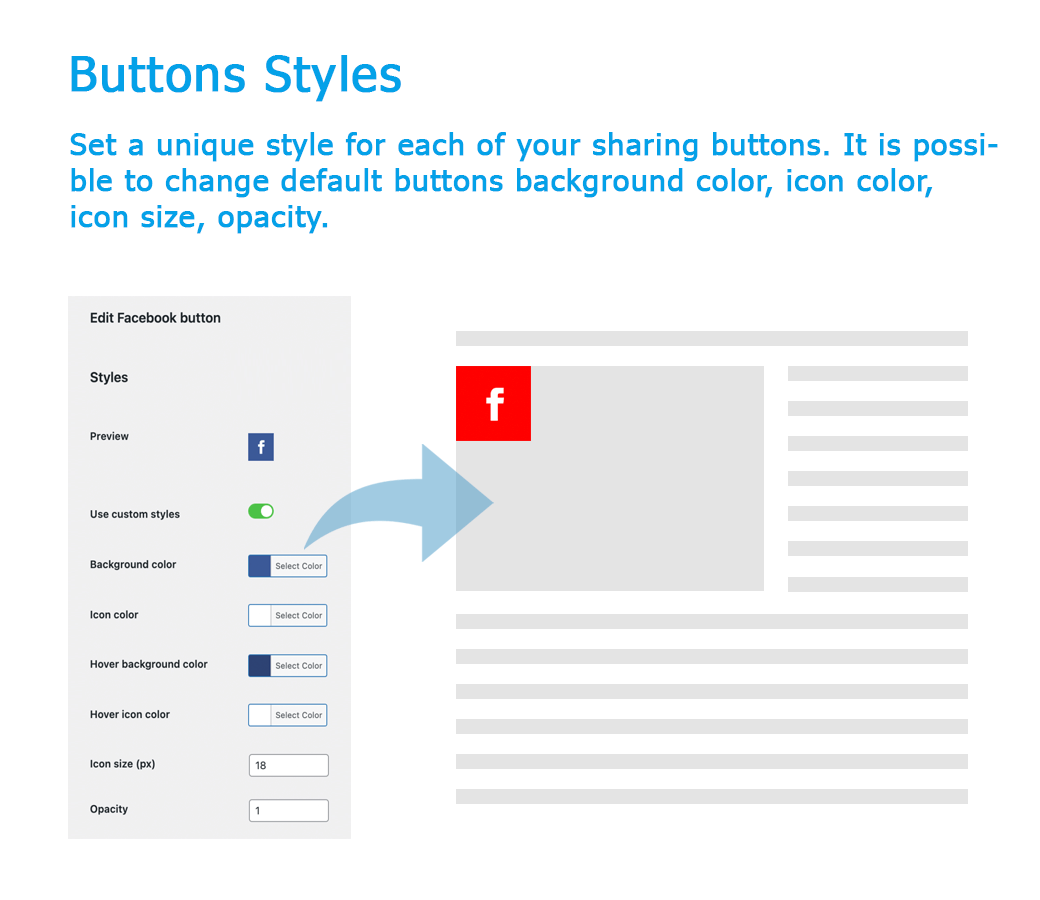 Buttons Styles
Set a unique style for each of your sharing buttons. It is possi-
ble to change default buttons background color, icon color,
icon size, opacity.
Edit Facebook button
Styles
Preview
f
Use custom styles
Background color
Select Color
Icon color
Select Color
Hover background color
Select Color
Hover icon color
Select Color
Icon size (px)
18
Opacity
1
f